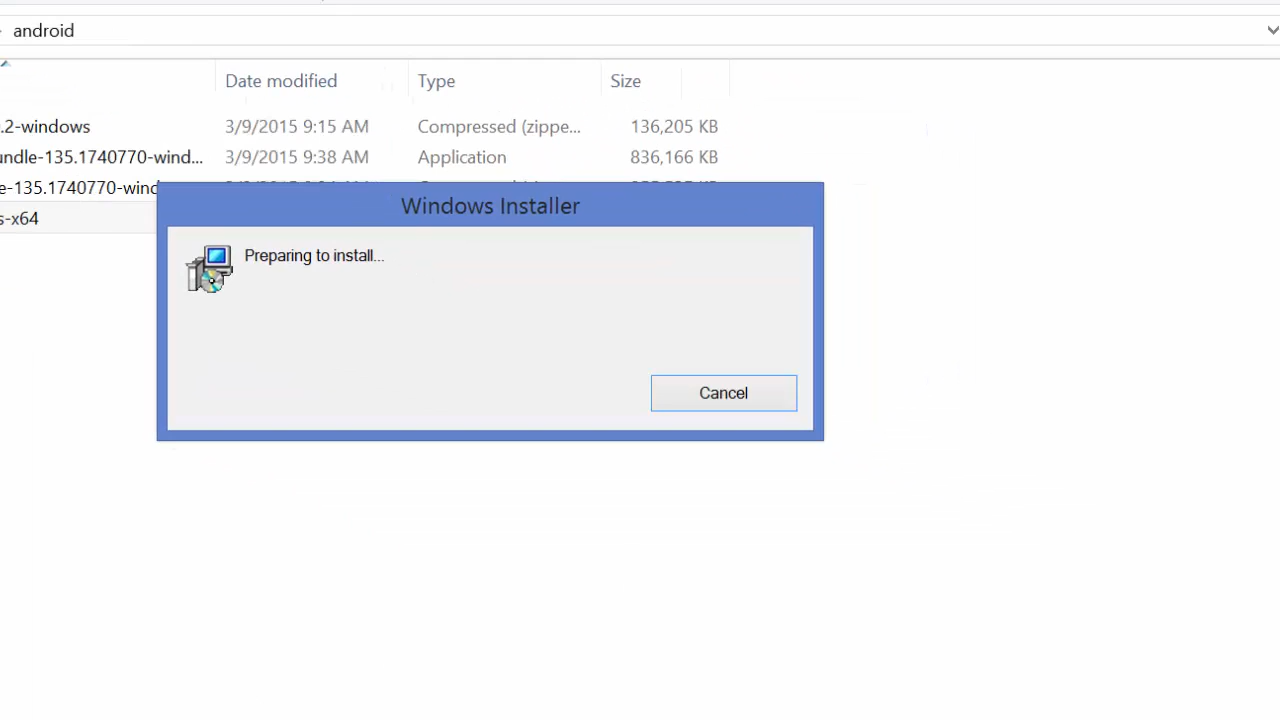 android
Date modified Type Size
.2-windows 3/9/2015 9:15 AM Compressed (zippe... 136,205 KB
undle-135.1740770-wind... 3/9/2015 9:38 AM Application 836,166 KB
e-135.1740770-wind
s-x64
Windows Installer
Preparing to install...
Cancel